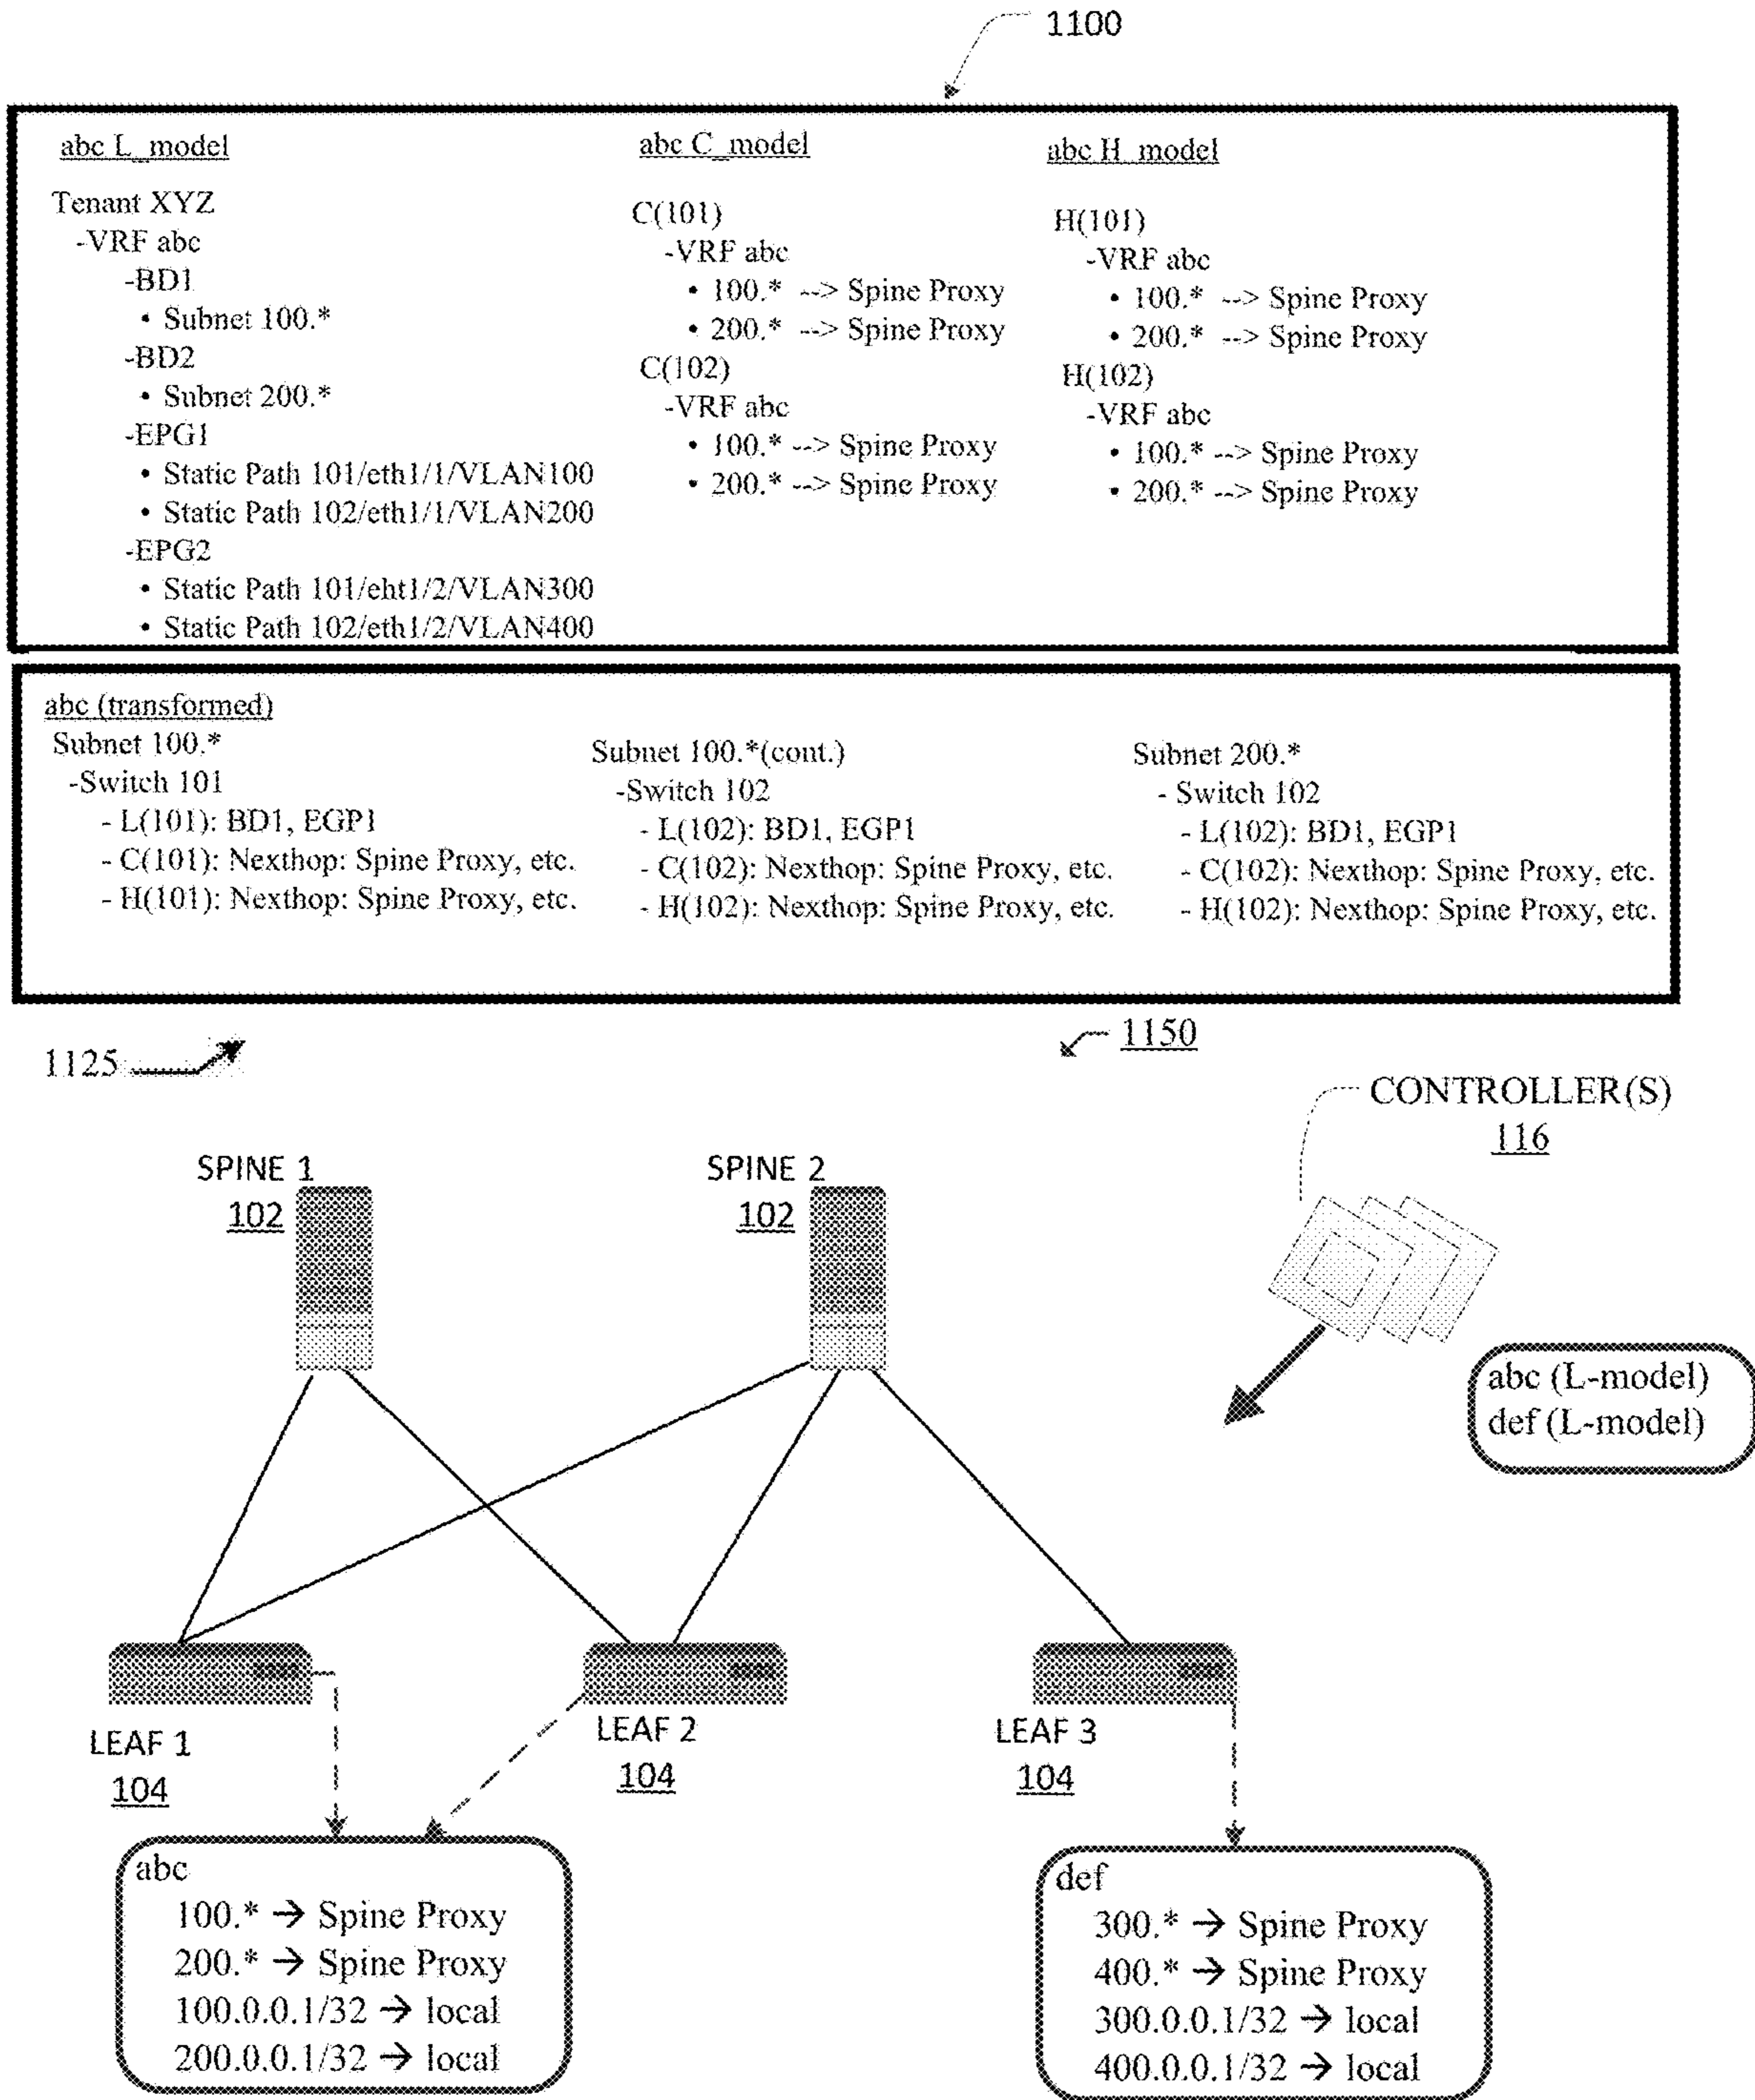 1100
abc L_model
Tenant XYZ
-VRF abc
-BD1
• Subnet 100.*
-BD2
• Subnet 200.*
-EPG1
• Static Path 101/eth1/1/VLAN100
• Static Path 102/eth1/1/VLAN200
-EPG2
• Static Path 101/eht1/2/VLAN300
• Static Path 102/eth1/2/VLAN400
abc C_model
C(101)
-VRF abc
• 100.* --> Spine Proxy
• 200.* --> Spine Proxy
C(102)
-VRF abc
• 100.* --> Spine Proxy
• 200.* --> Spine Proxy
abc H_model
H(101)
-VRF abc
• 100.* --> Spine Proxy
• 200.* --> Spine Proxy
H(102)
-VRF abc
• 100.* --> Spine Proxy
• 200.* --> Spine Proxy
abc (transformed)
Subnet 100.*
-Switch 101
- L(101): BD1, EGP1
- C(101): Nexthop: Spine Proxy, etc.
- H(101): Nexthop: Spine Proxy, etc.
Subnet 100.*(cont.)
-Switch 102
- L(102): BD1, EGP1
- C(102): Nexthop: Spine Proxy, etc.
- H(102): Nexthop: Spine Proxy, etc.
Subnet 200.*
- Switch 102
- L(102): BD1, EGP1
- C(102): Nexthop: Spine Proxy, etc.
- H(102): Nexthop: Spine Proxy, etc.
1125
1150
CONTROLLER(S)
116
SPINE 1
102
SPINE 2
102
abc (L-model)
def (L-model)
LEAF 1
104
LEAF 2
104
LEAF 3
104
abc
100.* → Spine Proxy
200.* → Spine Proxy
100.0.0.1/32 → local
200.0.0.1/32 → local
def
300.* → Spine Proxy
400.* → Spine Proxy
300.0.0.1/32 → local
400.0.0.1/32 → local